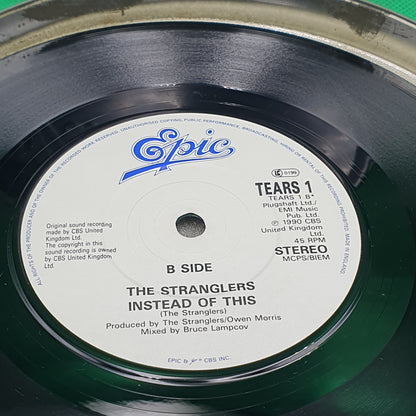 ALL RIGHTS OF THE PRODUCER AND OF THE OWNER OF THE RECORDED WORK RESERVED. UNAUTHORISED COPYING, PUBLIC PERFORMANCE, BROADCASTING, HIRING OR RENTAL OF THIS RECORDING PROHIBITED. MADE IN ENGLAND.
Epic
LC 0199
TEARS 1
TEARS 1 B*
Plugshaft Ltd./
EMI Music
Pub. Ltd.
℗ 1990 CBS
United Kingdom
Ltd.
45 RPM
STEREO
MCPS/BIEM
Original sound recording
made by CBS United
Kingdom Ltd.
The copyright in this
sound recording is owned
by CBS United
Kingdom Ltd.
B SIDE
THE STRANGLERS
INSTEAD OF THIS
(The Stranglers)
Produced by The Stranglers/Owen Morris
Mixed by Bruce Lampcov
EPIC & CBS INC.